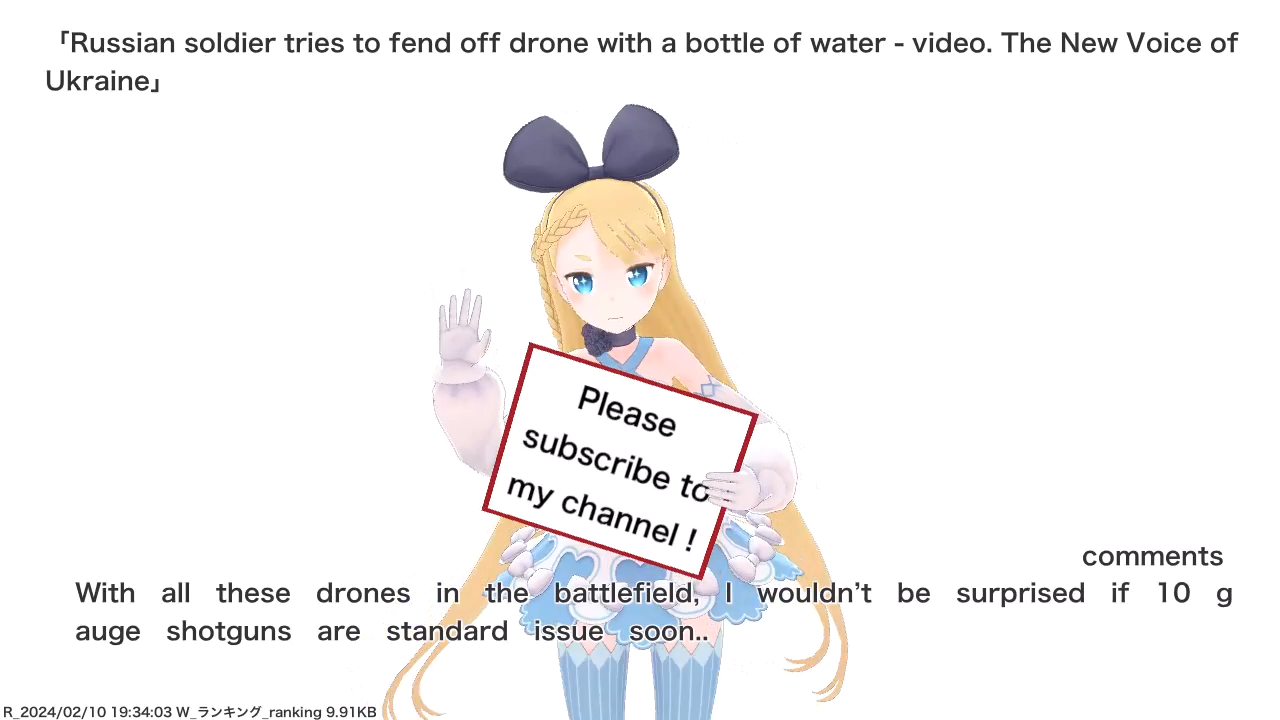 「Russian soldier tries to fend off drone with a bottle of water - video. The New Voice of
Ukraine」
Please
subscribe to
my channel !
comments
With all these drones in the battlefield, I wouldn’t be surprised if 10 g
auge shotguns are standard issue soon..
R_2024/02/10 19:34:03 W_ランキング_ranking 9.91KB